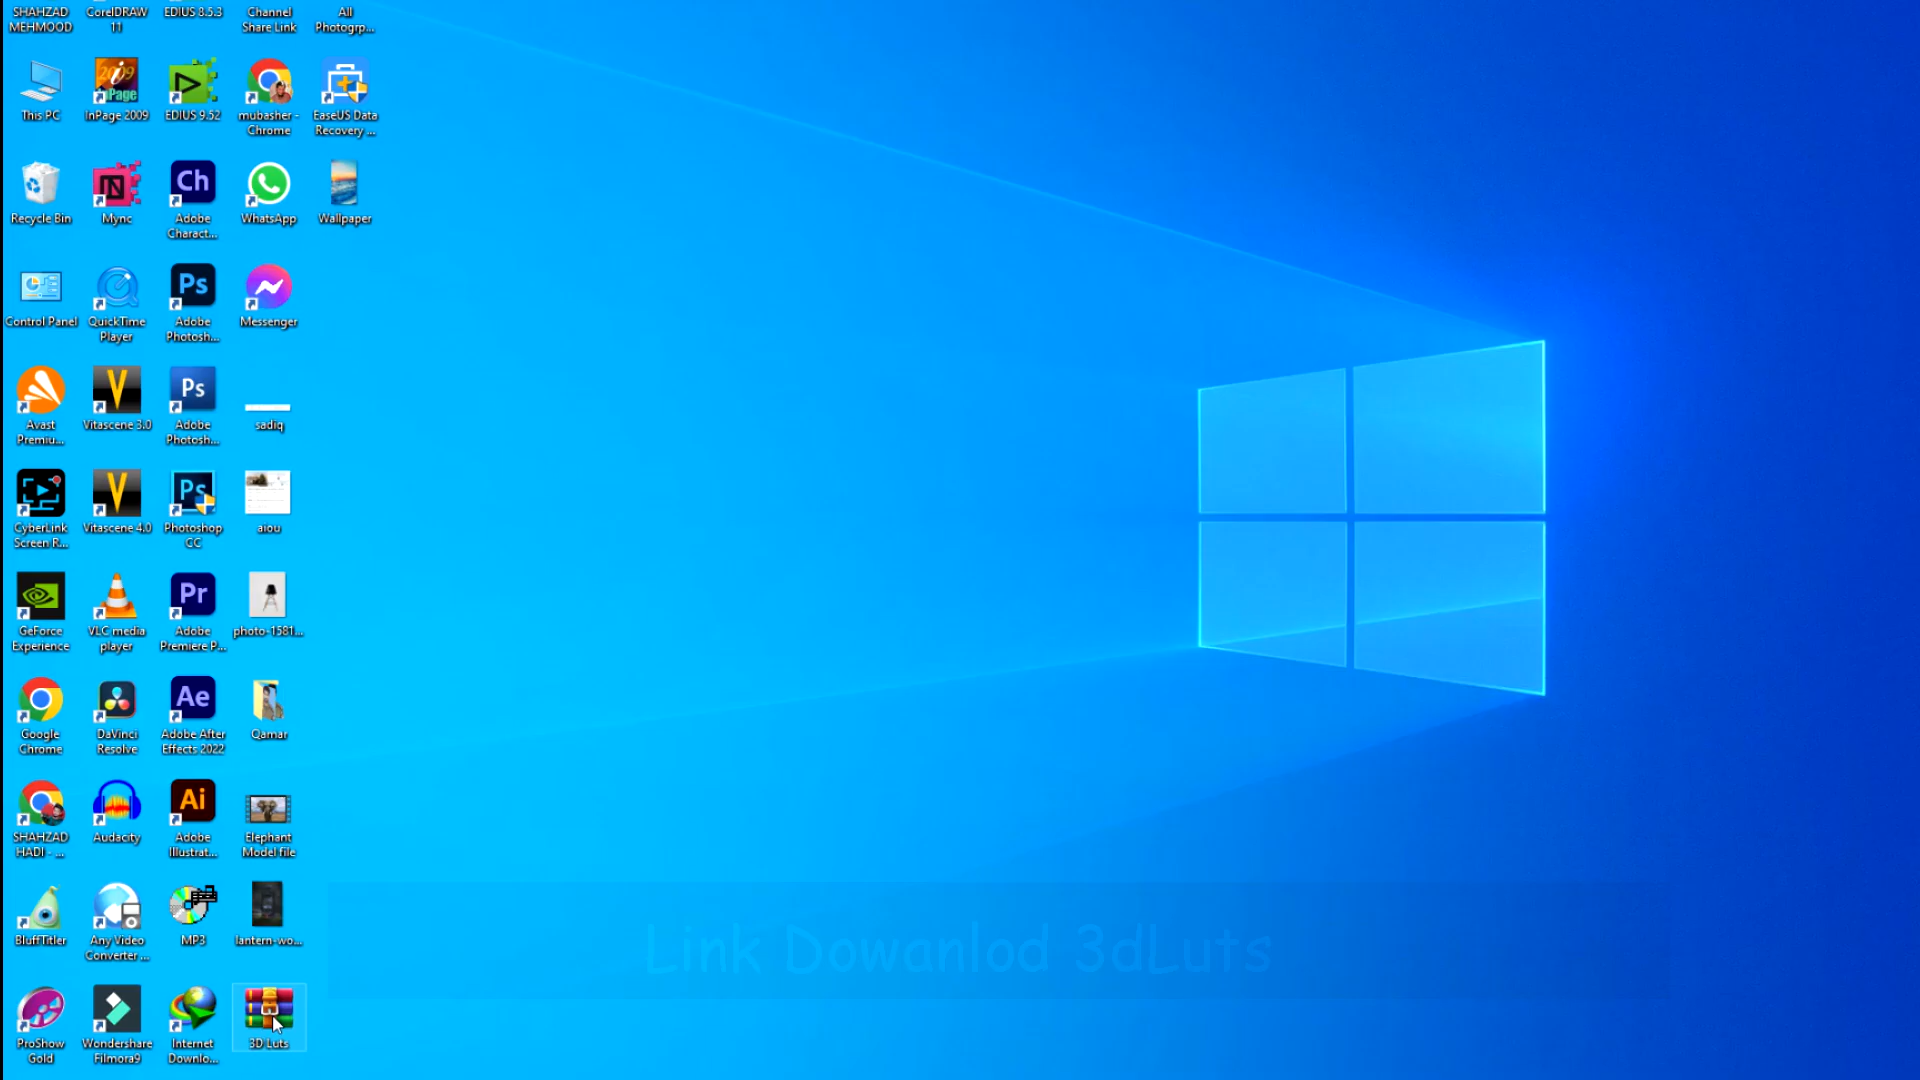 SHAHZAD MEHMOOD
CorelDRAW 11
EDIUS 8.5.3
Channel Share Link
All Photogrp...
This PC
InPage 2009
EDIUS 9.52
mubasher - Chrome
EaseUS Data Recovery ...
Recycle Bin
Mync
Adobe Charact...
WhatsApp
Wallpaper
Control Panel
QuickTime Player
Adobe Photosh...
Messenger
Avast Premiu...
Vitascene 3.0
Adobe Photosh...
sadiq
CyberLink Screen R...
Vitascene 4.0
Photoshop CC
aiou
GeForce Experience
VLC media player
Adobe Premiere P...
photo-1581...
Google Chrome
DaVinci Resolve
Adobe After Effects 2022
Qamar
SHAHZAD HADI - ...
Audacity
Adobe Illustrat...
Elephant Model file
BluffTitler
Any Video Converter ...
MP3
lantern-wo...
Link Dowanlod 3dLuts
ProShow Gold
Wondershare Filmora9
Internet Downlo...
3D Luts